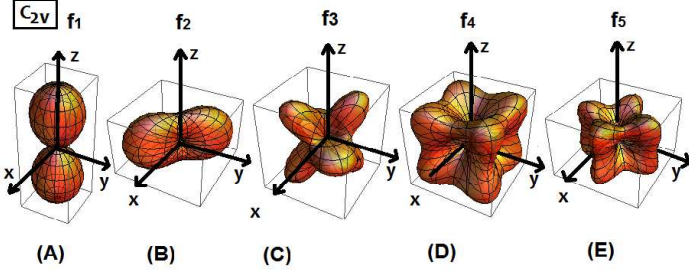 C2v
f1 f2 f3 f4 f5
z z z z z
x y x y x y x y x y
(A) (B) (C) (D) (E)